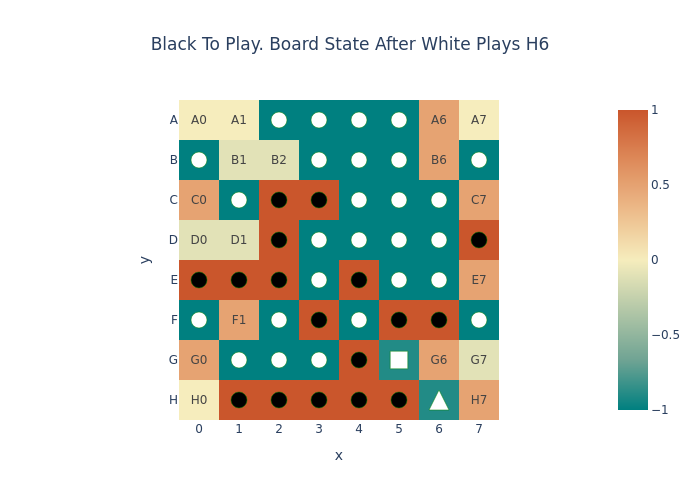 Black To Play. Board State After White Plays H6
A A0 A1 A6 A7
B B1 B2 B6
C C0 C7
D D0 D1
E E7
F F1
G G0 G6 G7
H H0 H7
0 1 2 3 4 5 6 7
x
y
1
0.5
0
−0.5
−1